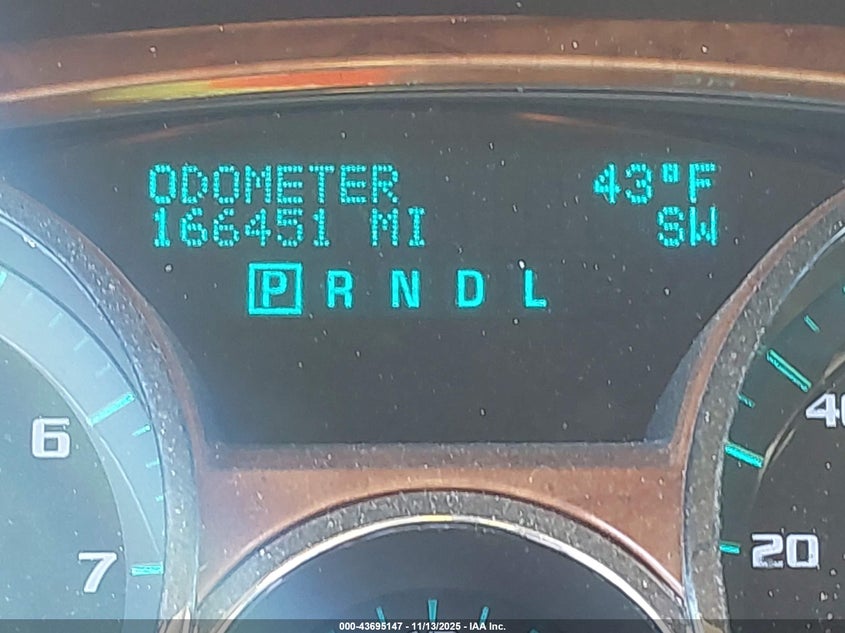 ODOMETER 43°F
166451 MI SW
P R N D L
6
40
7
20
000-43695147 - 11/13/2025 - IAA Inc.